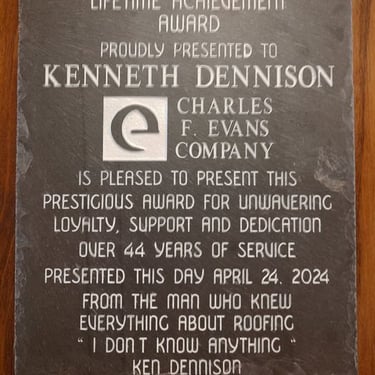 LIFETIME ACHIEVEMENT
AWARD
PROUDLY PRESENTED TO
KENNETH DENNISON
e CHARLES
F. EVANS
COMPANY
IS PLEASED TO PRESENT THIS
PRESTIGIOUS AWARD FOR UNWAVERING
LOYALTY, SUPPORT AND DEDICATION
OVER 44 YEARS OF SERVICE
PRESENTED THIS DAY APRIL 24. 2024
FROM THE MAN WHO KNEW
EVERYTHING ABOUT ROOFING
" I DON T KNOW ANYTHING "
KEN DENNISON